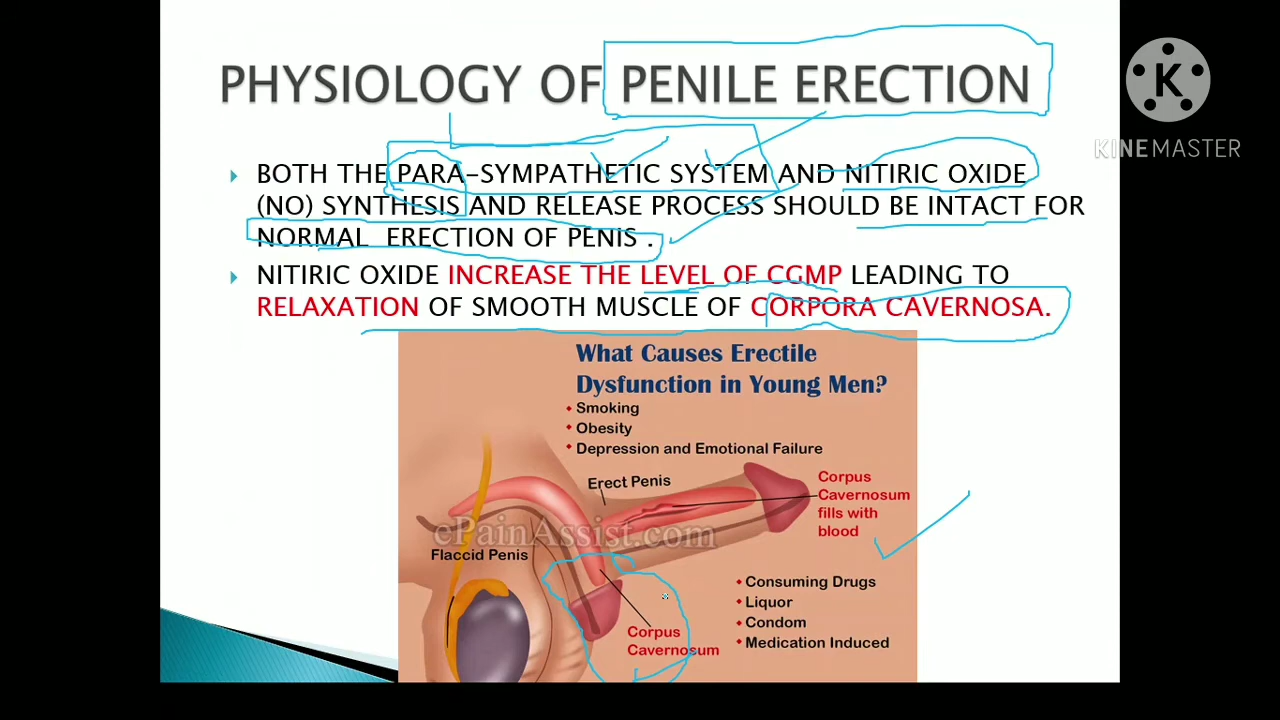 PHYSIOLOGY OF PENILE ERECTION
K
KINEMASTER
BOTH THE PARA-SYMPATHETIC SYSTEM AND NITIRIC OXIDE
(NO) SYNTHESIS AND RELEASE PROCESS SHOULD BE INTACT FOR
NORMAL ERECTION OF PENIS .
NITIRIC OXIDE INCREASE THE LEVEL OF CGMP LEADING TO
RELAXATION OF SMOOTH MUSCLE OF CORPORA CAVERNOSA.
What Causes Erectile
Dysfunction in Young Men?
Smoking
Obesity
Depression and Emotional Failure
Erect Penis
Corpus
Cavernosum
fills with
blood
ePainAssist.com
Flaccid Penis
Corpus
Cavernosum
Consuming Drugs
Liquor
Condom
Medication Induced